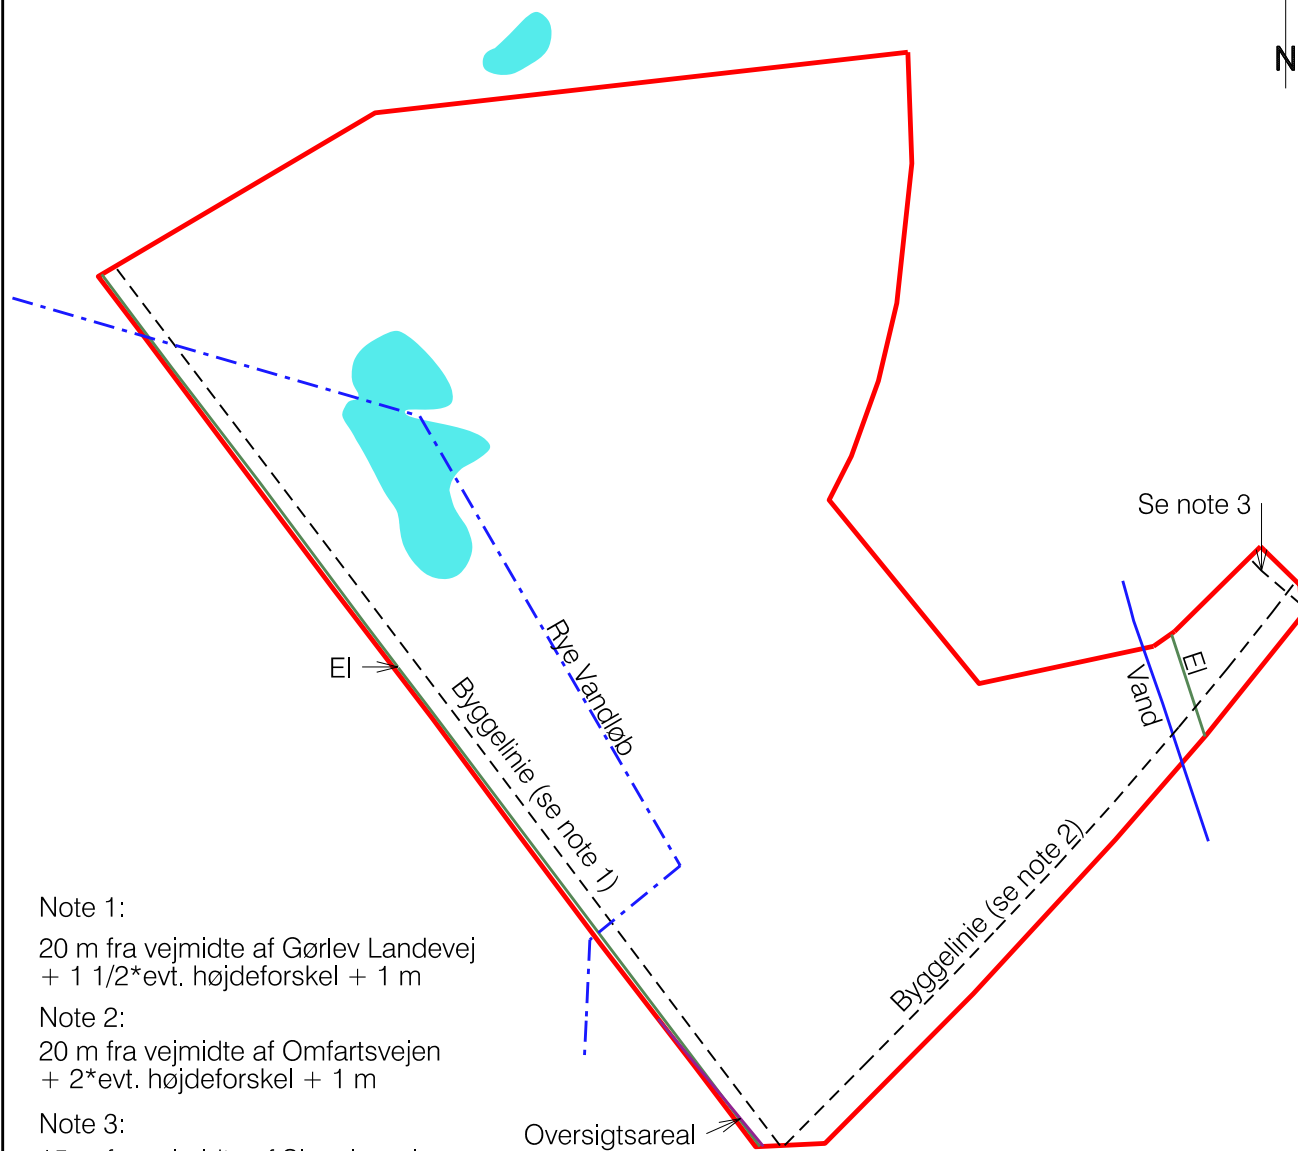 N
Se note 3
El
Vand
Rye Vandløb
El
Byggelinie (se note 1)
Byggelinie (se note 2)
Note 1:
20 m fra vejmidte af Gørlev Landevej
+ 1 1/2*evt. højdeforskel + 1 m
Note 2:
20 m fra vejmidte af Omfartsvejen
+ 2*evt. højdeforskel + 1 m
Note 3:
Oversigtsareal